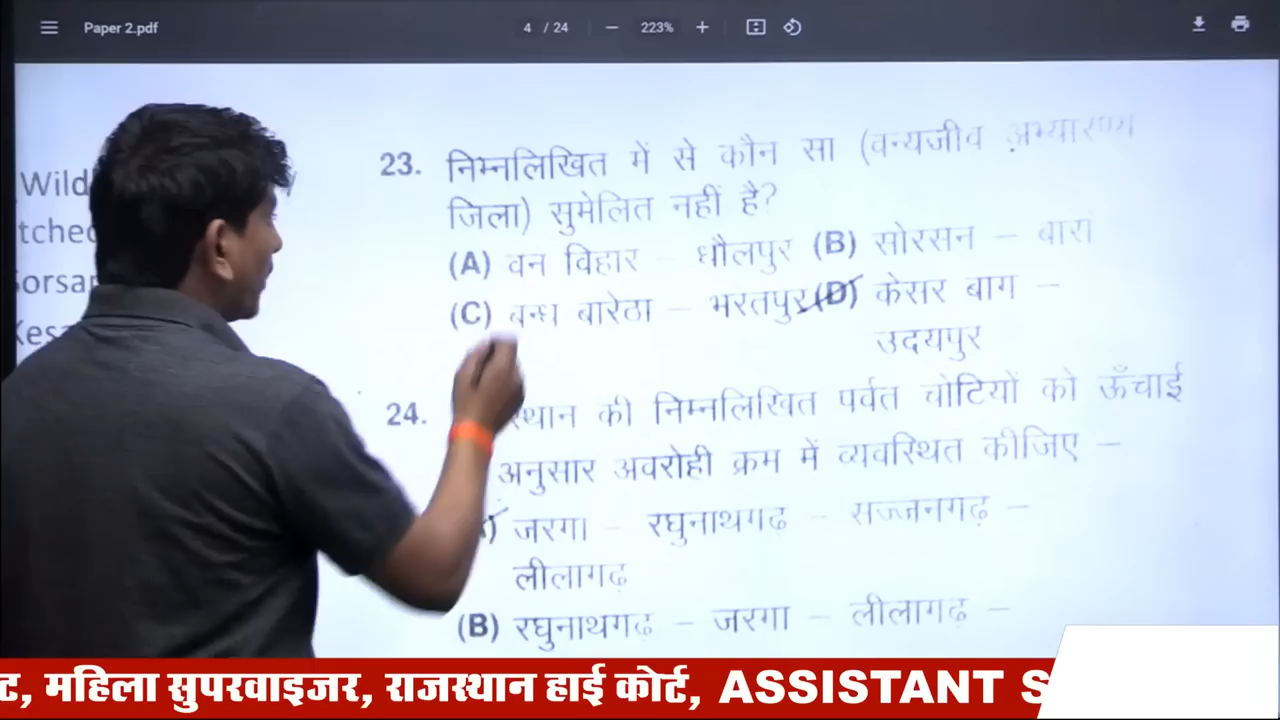 Paper 2.pdf
4 / 24
223%
Wild
tched
orsar
Kesa
23. निम्नलिखित में से कौन सा (वन्यजीव अभ्यारण्य
जिला) सुमेलित नहीं है?
(A) वन विहार – धौलपुर (B) सोरसन – बारां
(C) बन्ध बारेठा – भरतपुर (D) केसर बाग –
उदयपुर
24. स्थान की निम्नलिखित पर्वत चोटियों को ऊँचाई
अनुसार अवरोही क्रम में व्यवस्थित कीजिए –
जरगा – रघुनाथगढ़ – सज्जनगढ़ –
लीलागढ़
(B) रघुनाथगढ़ – जरगा – लीलागढ़ –
ट, महिला सुपरवाइजर, राजस्थान हाई कोर्ट, ASSISTANT S